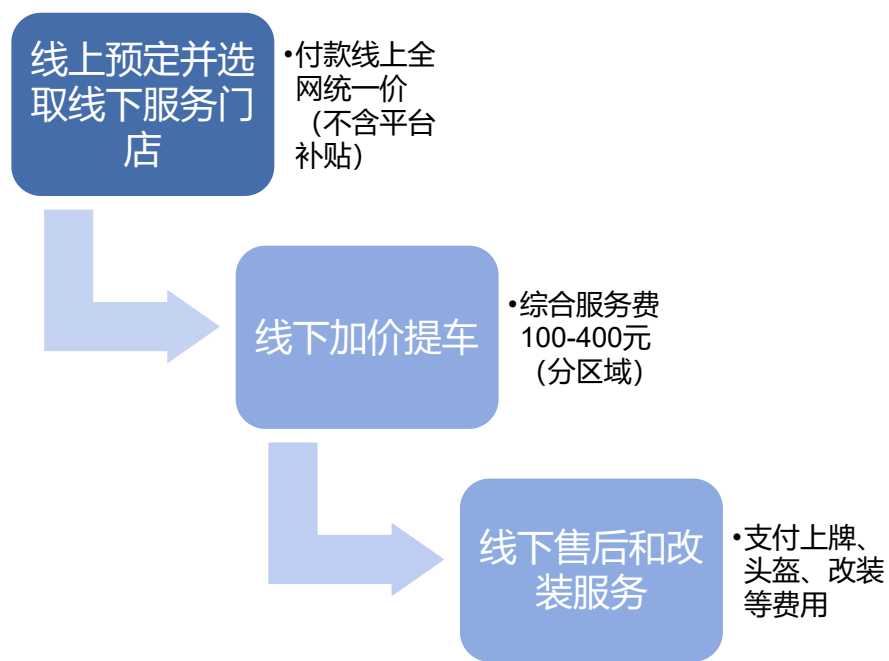 线上预定并选
取线下服务门
店
•付款线上全
网统一价
（不含平台
补贴）
线下加价提车
•综合服务费
100-400元
（分区域）
线下售后和改
装服务
•支付上牌、
头盔、改装
等费用